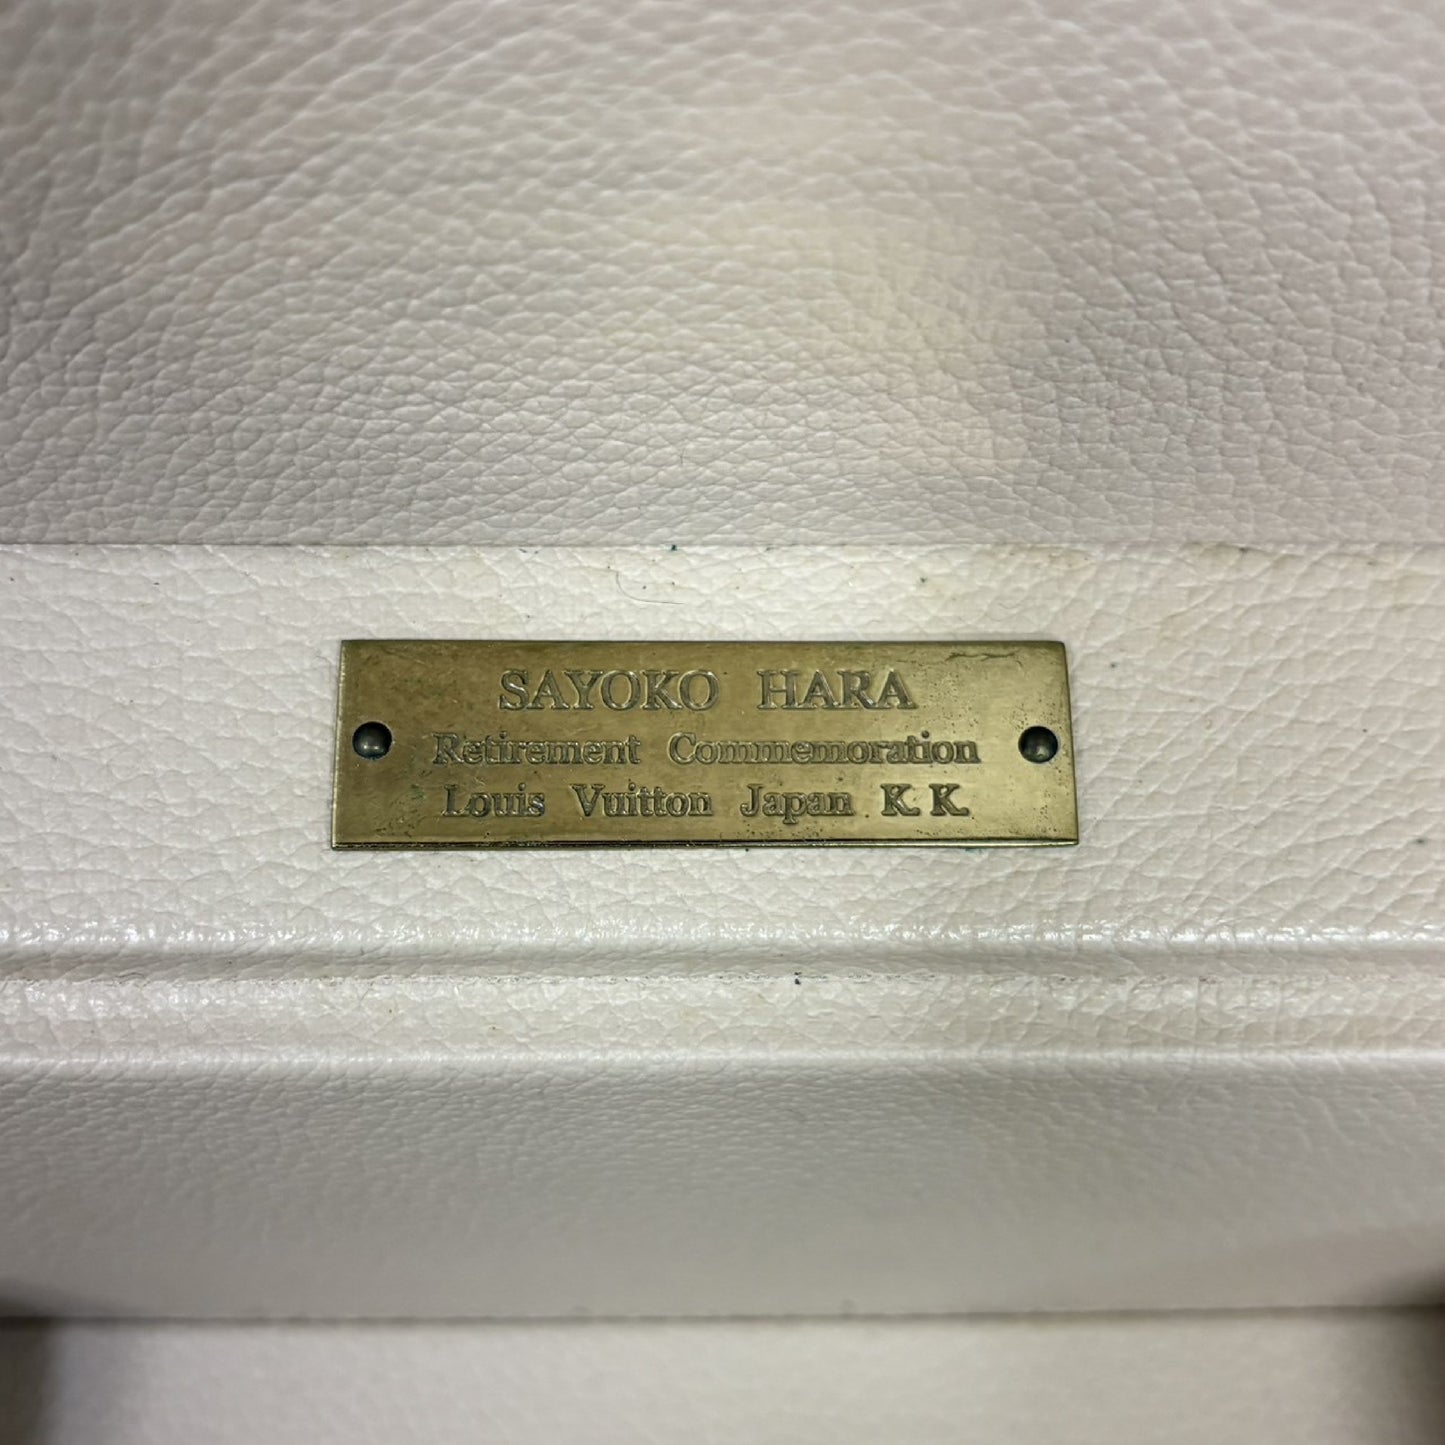 SAYOKO HARA
Retirement Commemoration
Louis Vuitton Japan K.K.